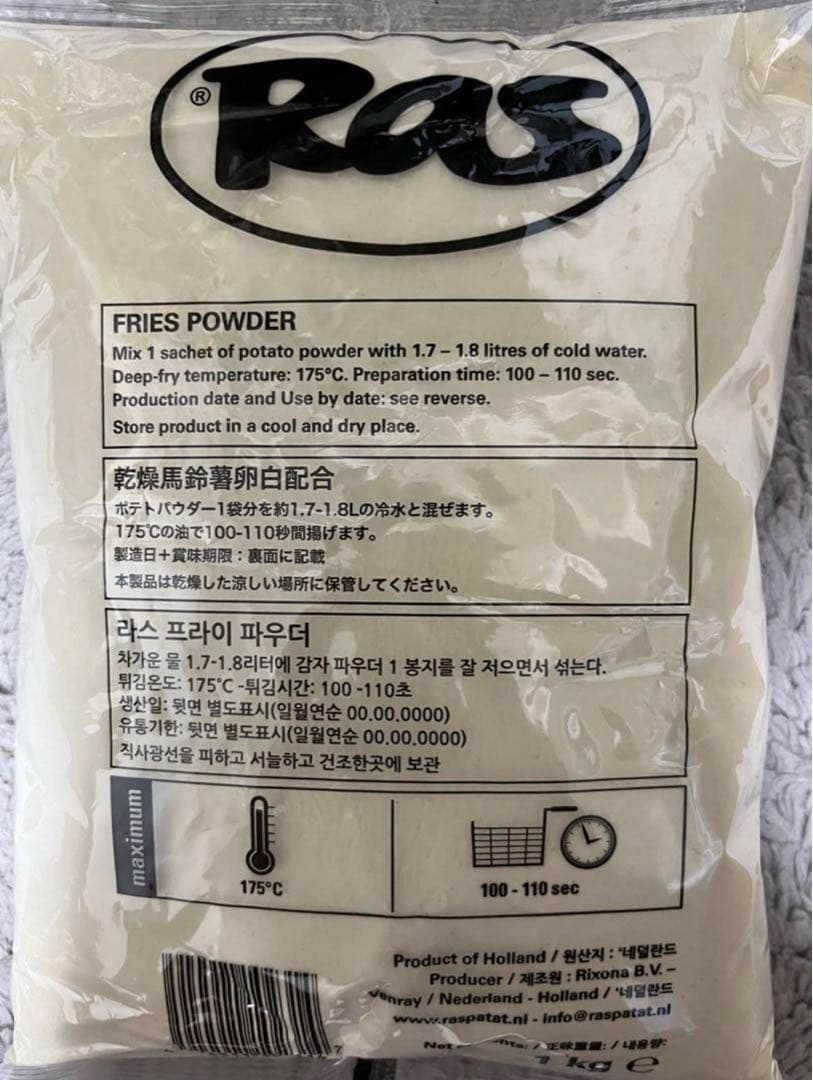 ® Ras
FRIES POWDER
Mix 1 sachet of potato powder with 1.7 – 1.8 litres of cold water.
Deep-fry temperature: 175°C. Preparation time: 100 – 110 sec.
Production date and Use by date: see reverse.
Store product in a cool and dry place.
乾燥馬鈴薯卵白配合
ポテトパウダー1袋分を約1.7-1.8Lの冷水と混ぜます。
175℃の油で100-110秒間揚げます。
製造日+賞味期限:裏面に記載
本製品は乾燥した涼しい場所に保管してください。
라스 프라이 파우더
차가운 물 1.7-1.8리터에 감자 파우더 1 봉지를 잘 저으면서 섞는다.
튀김온도: 175°C -튀김시간: 100 -110초
생산일: 뒷면 별도표시(일월연순 00.00.0000)
유통기한: 뒷면 별도표시(일월연순 00.00.0000)
직사광선을 피하고 서늘하고 건조한곳에 보관
maximum
175°C
100 - 110 sec
Product of Holland / 원산지 : '네덜란드
Producer / 제조원 : Rixona B.V. –
Venray / Nederland - Holland / '네덜란드
www.raspatat.nl - info@raspatat.nl
Net / 正味重量: / 내용량:
1 kg e